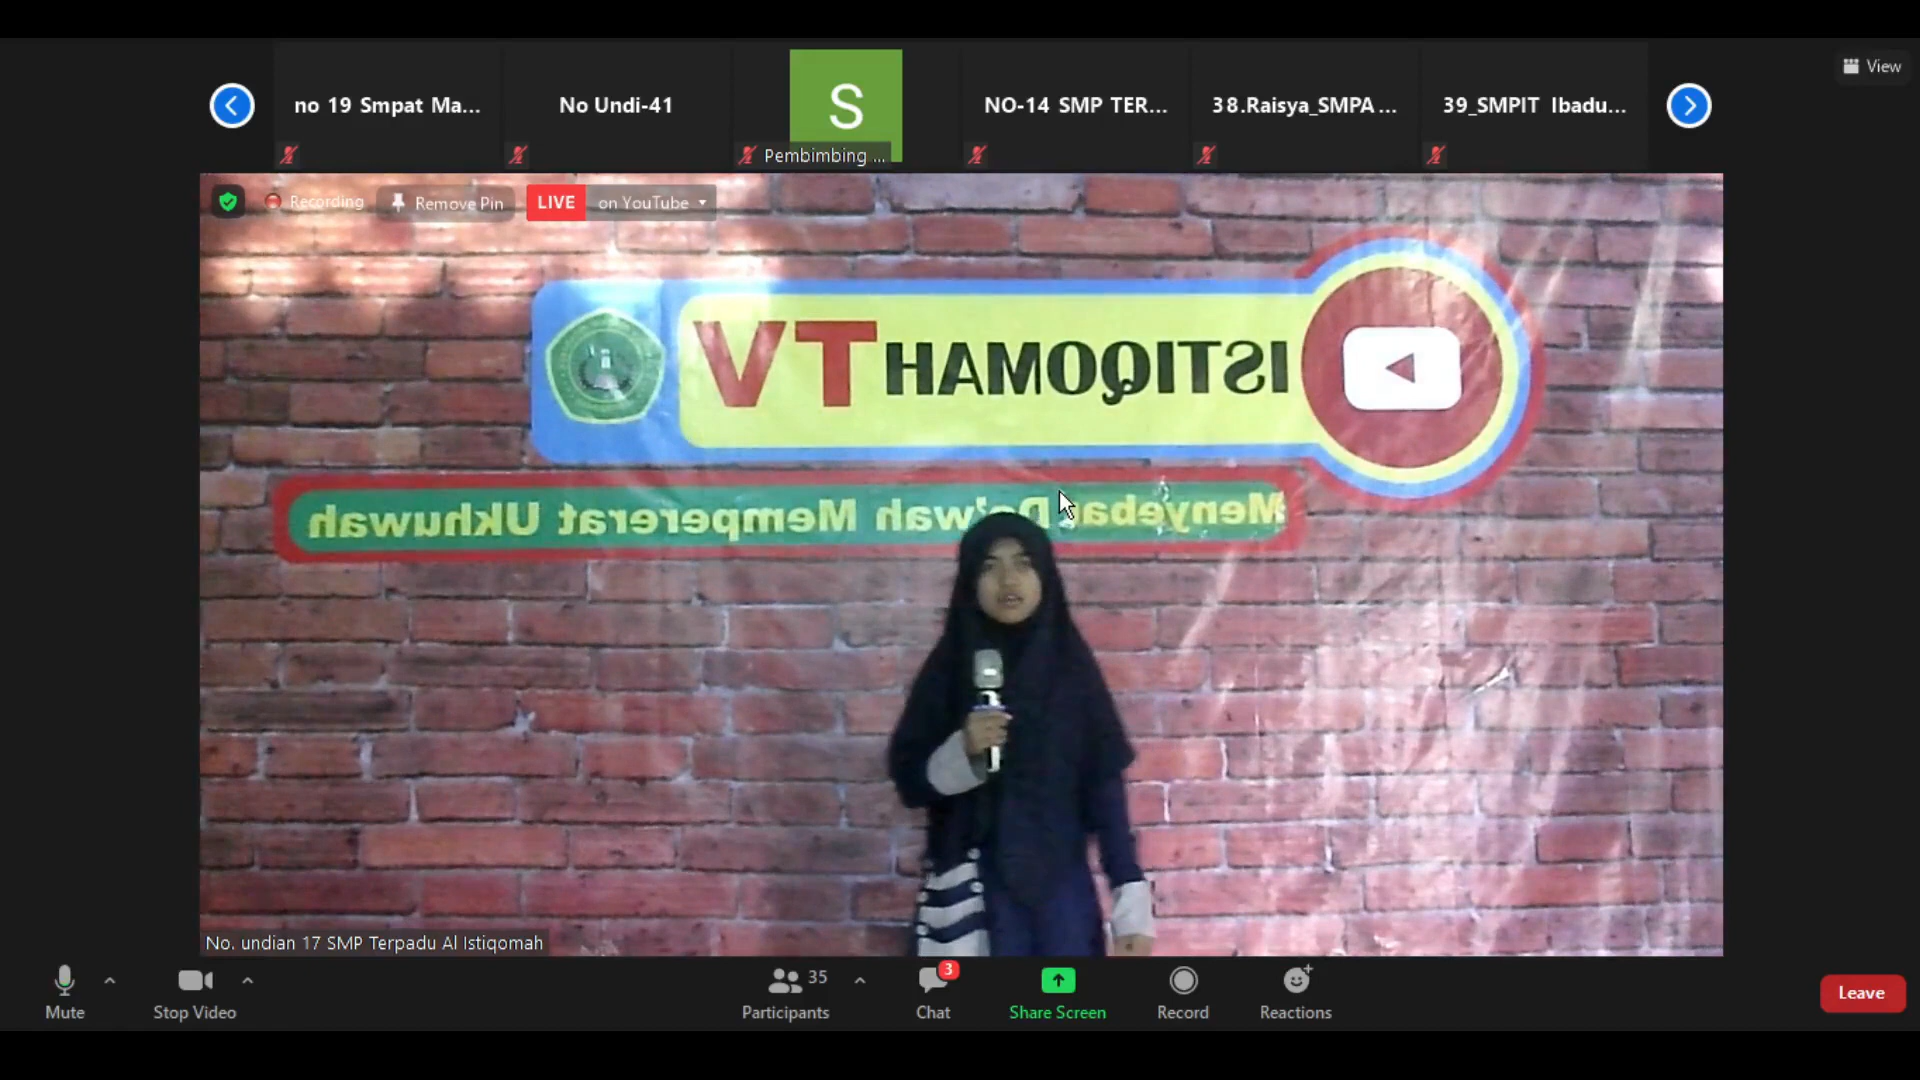 View
no 19 Smpat Ma...
No Undi-41
S
Pembimbing ...
NO-14 SMP TER...
38.Raisya_SMPA ...
39_SMPIT Ibadu...
Recording
Remove Pin
LIVE
on YouTube
ISTIQOMAH TV
Menyebar Da'wah Mempererat Ukhuwah
No. undian 17 SMP Terpadu Al Istiqomah
Mute
Stop Video
35
Participants
3
Chat
Share Screen
Record
Reactions
Leave